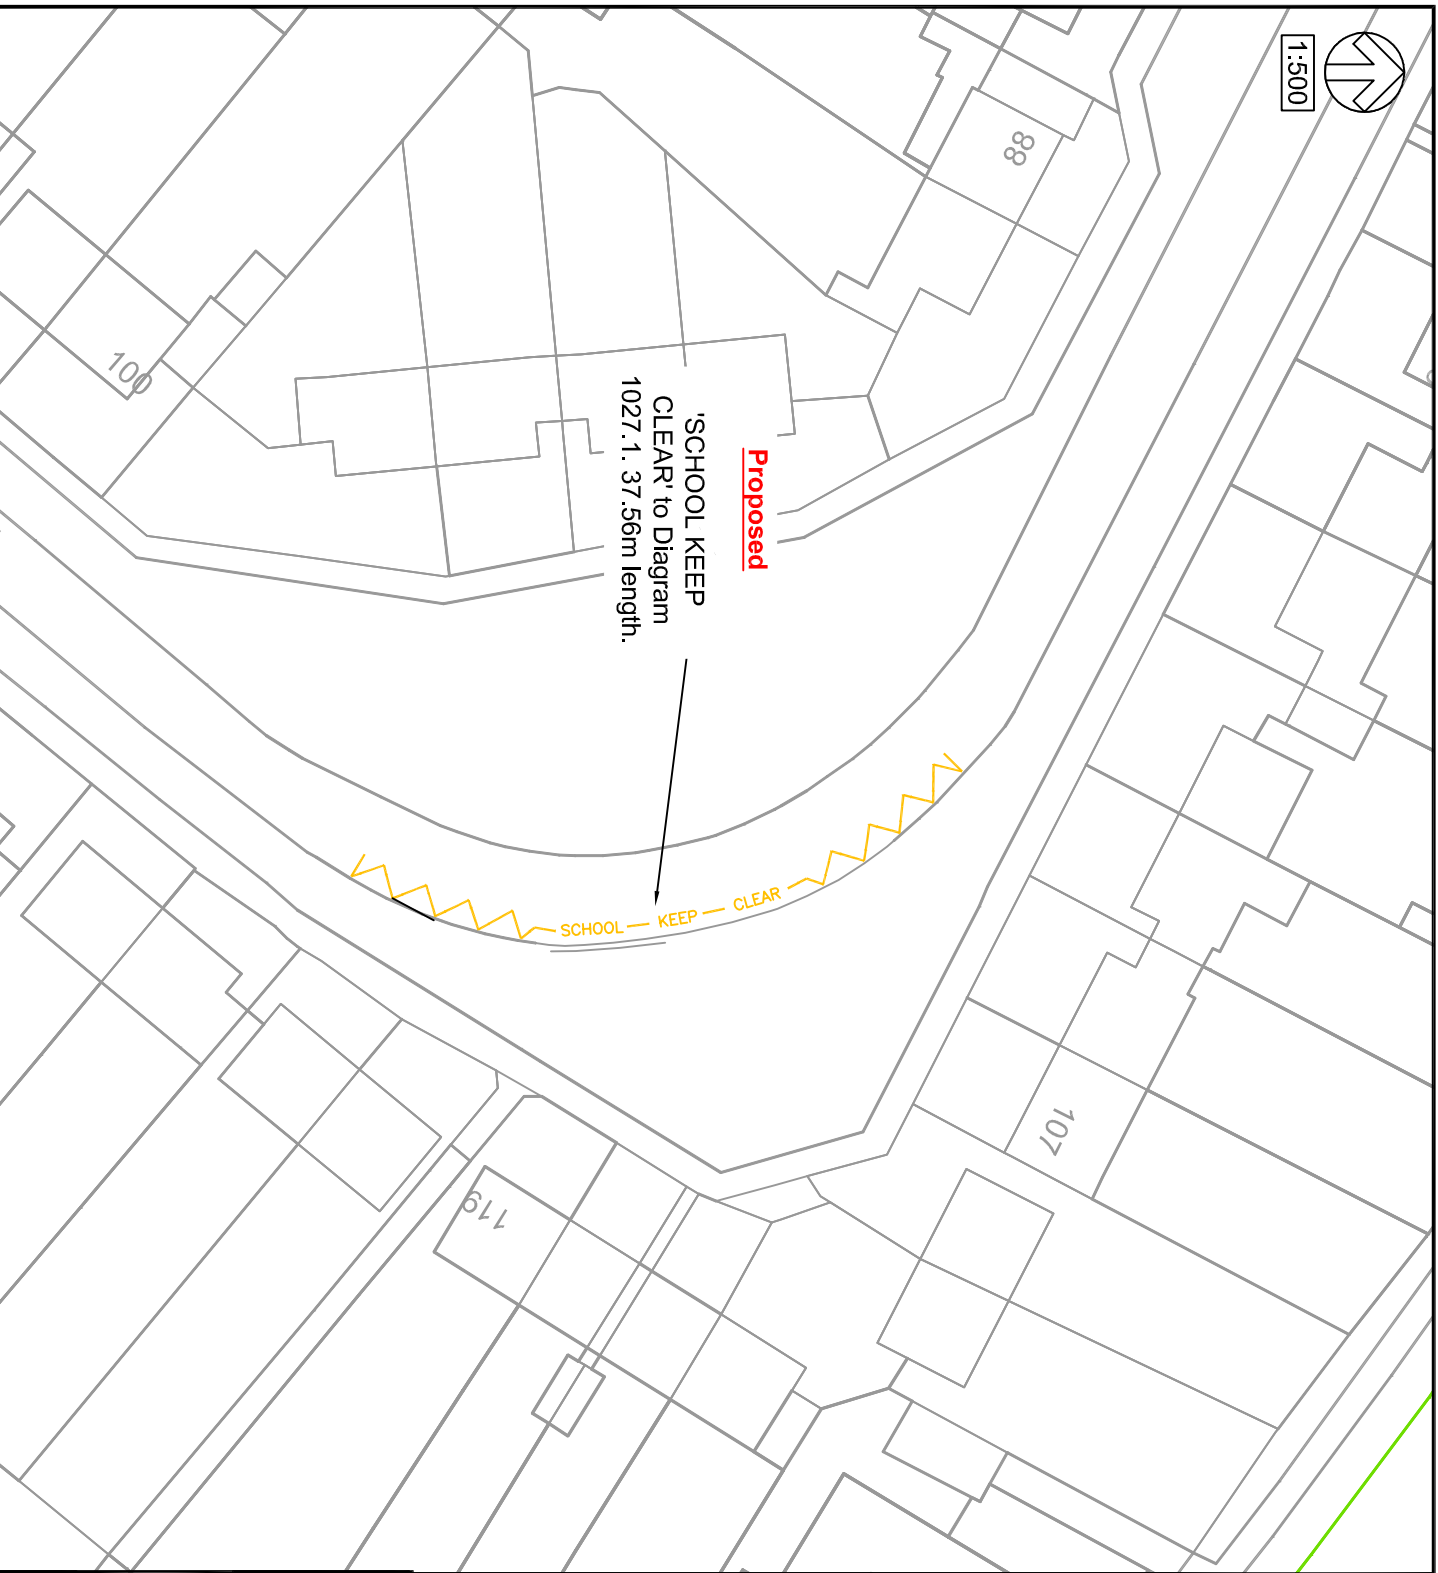 1:500
88
100
Proposed
'SCHOOL KEEP
CLEAR' to Diagram
1027.1. 37.56m length.
SCHOOL KEEP CLEAR
107
119